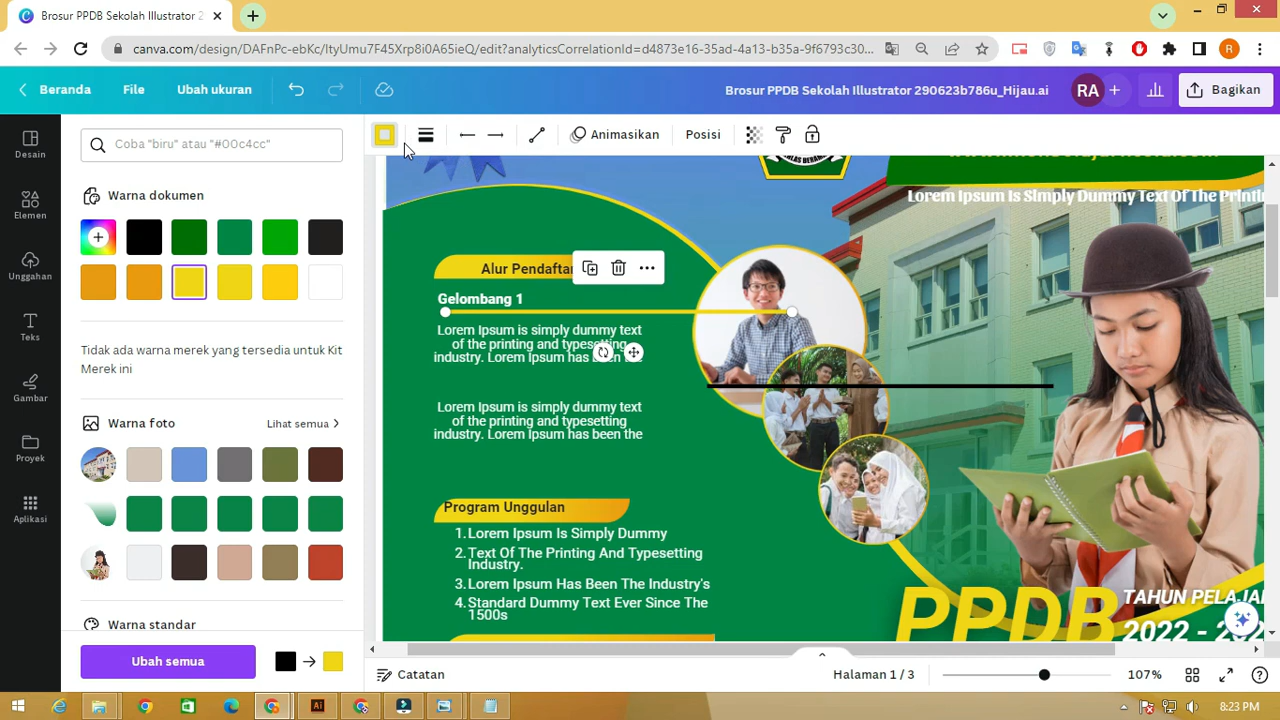 Brosur PPDB Sekolah Illustrator 2
canva.com/design/DAFnPc-ebKc/ItyUmu7F45Xrp8i0A65ieQ/edit?analyticsCorrelationId=d4873e16-35ad-4a13-b35a-9f6793c30...
R
Beranda
File
Ubah ukuran
Brosur PPDB Sekolah Illustrator 290623b786u_Hijau.ai
RA
Bagikan
Desain
Elemen
Unggahan
Teks
Gambar
Proyek
Aplikasi
Coba "biru" atau "#00c4cc"
Warna dokumen
Tidak ada warna merek yang tersedia untuk Kit
Merek ini
Warna foto
Lihat semua
Warna standar
Ubah semua
Animasikan
Posisi
Lorem Ipsum Is Simply Dummy Text Of The Printin
Alur Pendaftar
Gelombang 1
Lorem Ipsum is simply dummy text
of the printing and typesetting
industry. Lorem Ipsum has been the
Lorem Ipsum is simply dummy text
of the printing and typesetting
industry. Lorem Ipsum has been the
Program Unggulan
1. Lorem Ipsum Is Simply Dummy
2. Text Of The Printing And Typesetting
Industry.
3. Lorem Ipsum Has Been The Industry's
4. Standard Dummy Text Ever Since The
1500s
PPDB
TAHUN PELAJA
2022 - 202
Catatan
Halaman 1 / 3
107%
Ai
8:23 PM